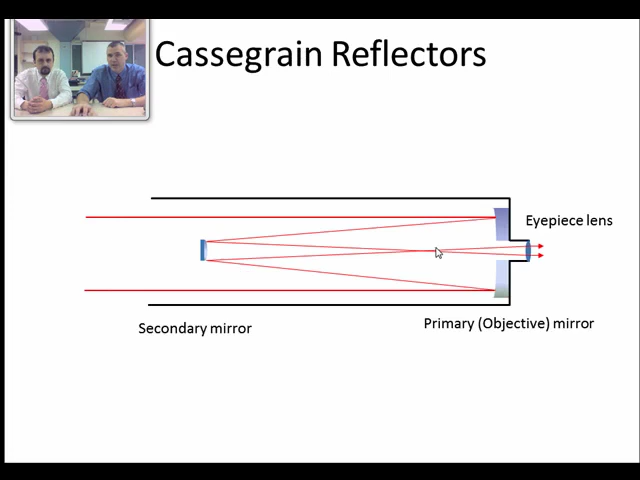 Cassegrain Reflectors
Eyepiece lens
Secondary mirror
Primary (Objective) mirror